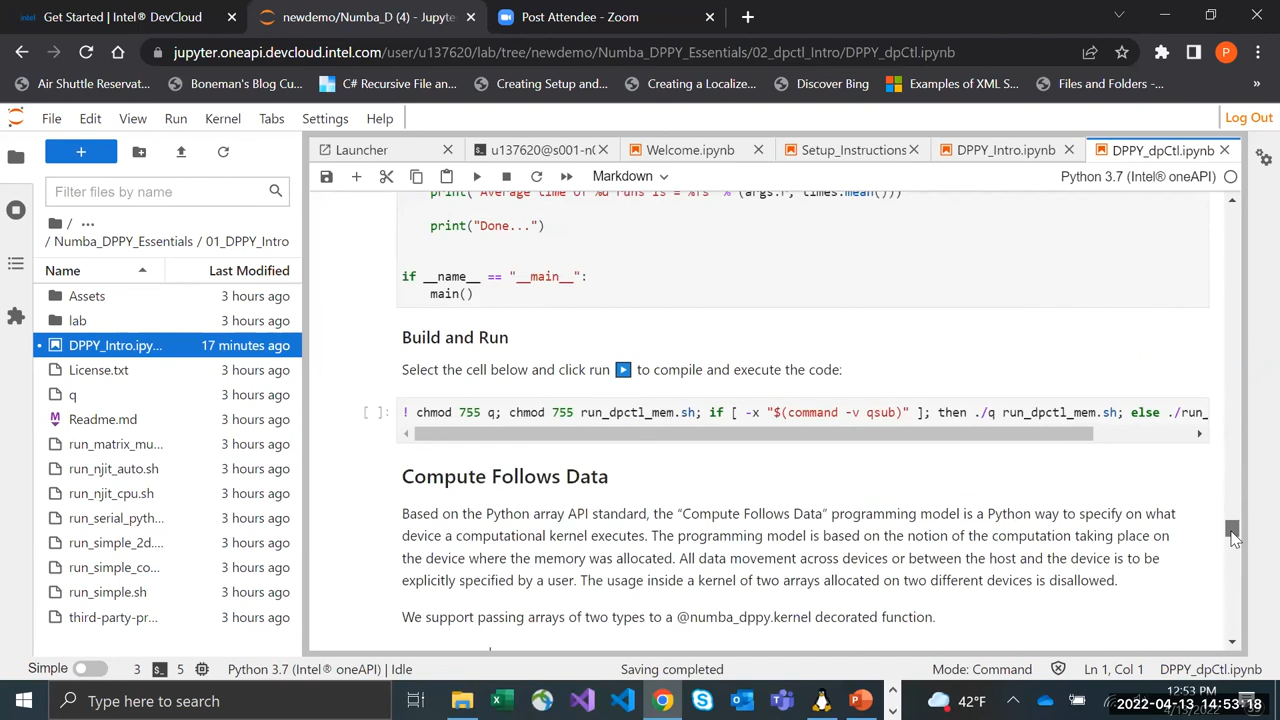 Get Started | Intel® DevCloud
newdemo/Numba_D (4) - Jupyte
Post Attendee - Zoom
jupyter.oneapi.devcloud.intel.com/user/u137620/lab/tree/newdemo/Numba_DPPY_Essentials/02_dpctl_Intro/DPPY_dpCtl.ipynb
P
Air Shuttle Reservat...
Boneman's Blog Cu...
C# Recursive File an...
Creating Setup and...
Creating a Localize...
Discover Bing
Examples of XML S...
Files and Folders -...
»
File
Edit
View
Run
Kernel
Tabs
Settings
Help
Log Out
Launcher
u137620@s001-n0
Welcome.ipynb
Setup_Instructions
DPPY_Intro.ipynb
DPPY_dpCtl.ipynb
Markdown
Python 3.7 (Intel® oneAPI)
Filter files by name
/ ...
/ Numba_DPPY_Essentials / 01_DPPY_Intro
Name
Last Modified
Assets 3 hours ago
lab 3 hours ago
DPPY_Intro.ipy... 17 minutes ago
License.txt 3 hours ago
q 3 hours ago
Readme.md 3 hours ago
run_matrix_mu... 3 hours ago
run_njit_auto.sh 3 hours ago
run_njit_cpu.sh 3 hours ago
run_serial_pyth... 3 hours ago
run_simple_2d.... 3 hours ago
run_simple_co... 3 hours ago
run_simple.sh 3 hours ago
third-party-pr... 3 hours ago
print("Average time of %d runs is = %fs" % (args.r, times.mean()))
print("Done...")
if __name__ == "__main__":
main()
Build and Run
Select the cell below and click run to compile and execute the code:
[ ]: ! chmod 755 q; chmod 755 run_dpctl_mem.sh; if [ -x "$(command -v qsub)" ]; then ./q run_dpctl_mem.sh; else ./run_
Compute Follows Data
Based on the Python array API standard, the “Compute Follows Data” programming model is a Python way to specify on what
device a computational kernel executes. The programming model is based on the notion of the computation taking place on
the device where the memory was allocated. All data movement across devices or between the host and the device is to be
explicitly specified by a user. The usage inside a kernel of two arrays allocated on two different devices is disallowed.
We support passing arrays of two types to a @numba_dppy.kernel decorated function.
Simple
3
5
Python 3.7 (Intel® oneAPI) | Idle
Saving completed
Mode: Command
Ln 1, Col 1
DPPY_dpCtl.ipynb
Type here to search
42°F
12:53 PM
2022-04-13 14:53:18